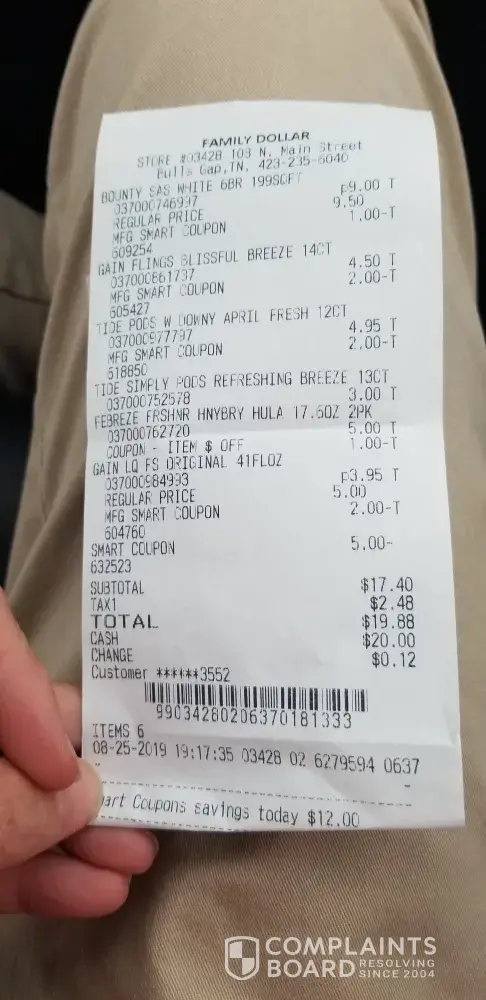 FAMILY DOLLAR
STORE #03428 103 N. Main Street
Bulls Gap,TN, 423-235-6040
BOUNTY SAS WHITE 6BR 199SQFT
037000746997 p9.00 T
REGULAR PRICE 9.50
MFG SMART COUPON 1.00-T
609254
GAIN FLINGS BLISSFUL BREEZE 14CT
037000861737 4.50 T
MFG SMART COUPON 2.00-T
605427
TIDE PODS W DOWNY APRIL FRESH 12CT
037000977797 4.95 T
MFG SMART COUPON 2.00-T
618850
TIDE SIMPLY PODS REFRESHING BREEZE 13CT
037000752578 3.00 T
FEBREZE FRSHNR HNYBRY HULA 17.6OZ 2PK
037000762720 5.00 T
COUPON - ITEM $ OFF 1.00-T
GAIN LQ FS ORIGINAL 41FLOZ
037000984993 p3.95 T
REGULAR PRICE 5.00
MFG SMART COUPON 2.00-T
604760
SMART COUPON 5.00-
632523
SUBTOTAL $17.40
TAX1 $2.48
TOTAL $19.88
CASH $20.00
CHANGE $0.12
Customer ******3552
99034280206370181333
ITEMS 6
08-25-2019 19:17:35 03428 02 6279594 0637
art Coupons savings today $12.00
COMPLAINTS
BOARD RESOLVING SINCE 2004